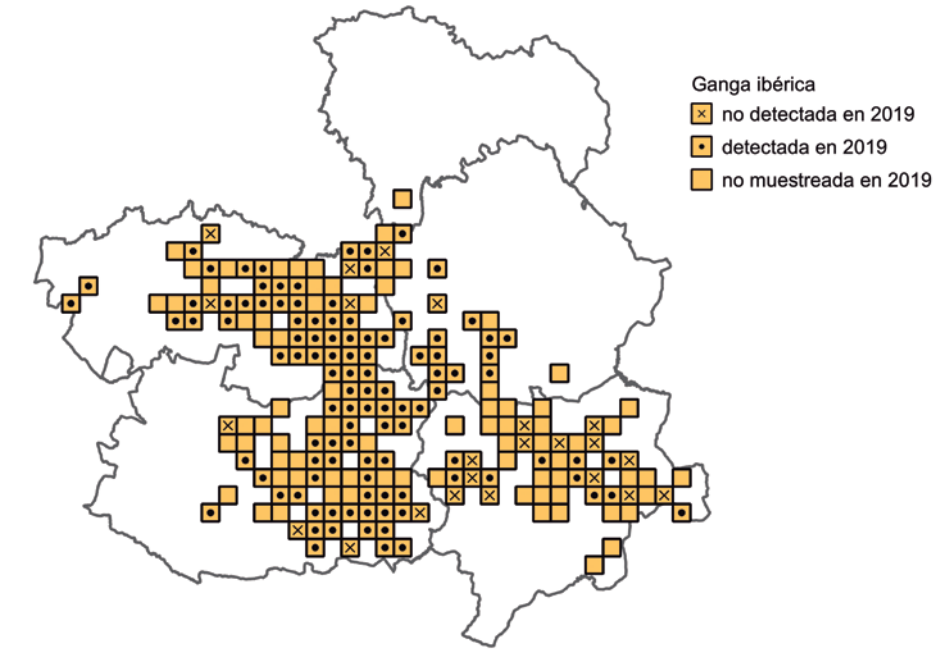 Ganga ibérica
no detectada en 2019
detectada en 2019
no muestreada en 2019